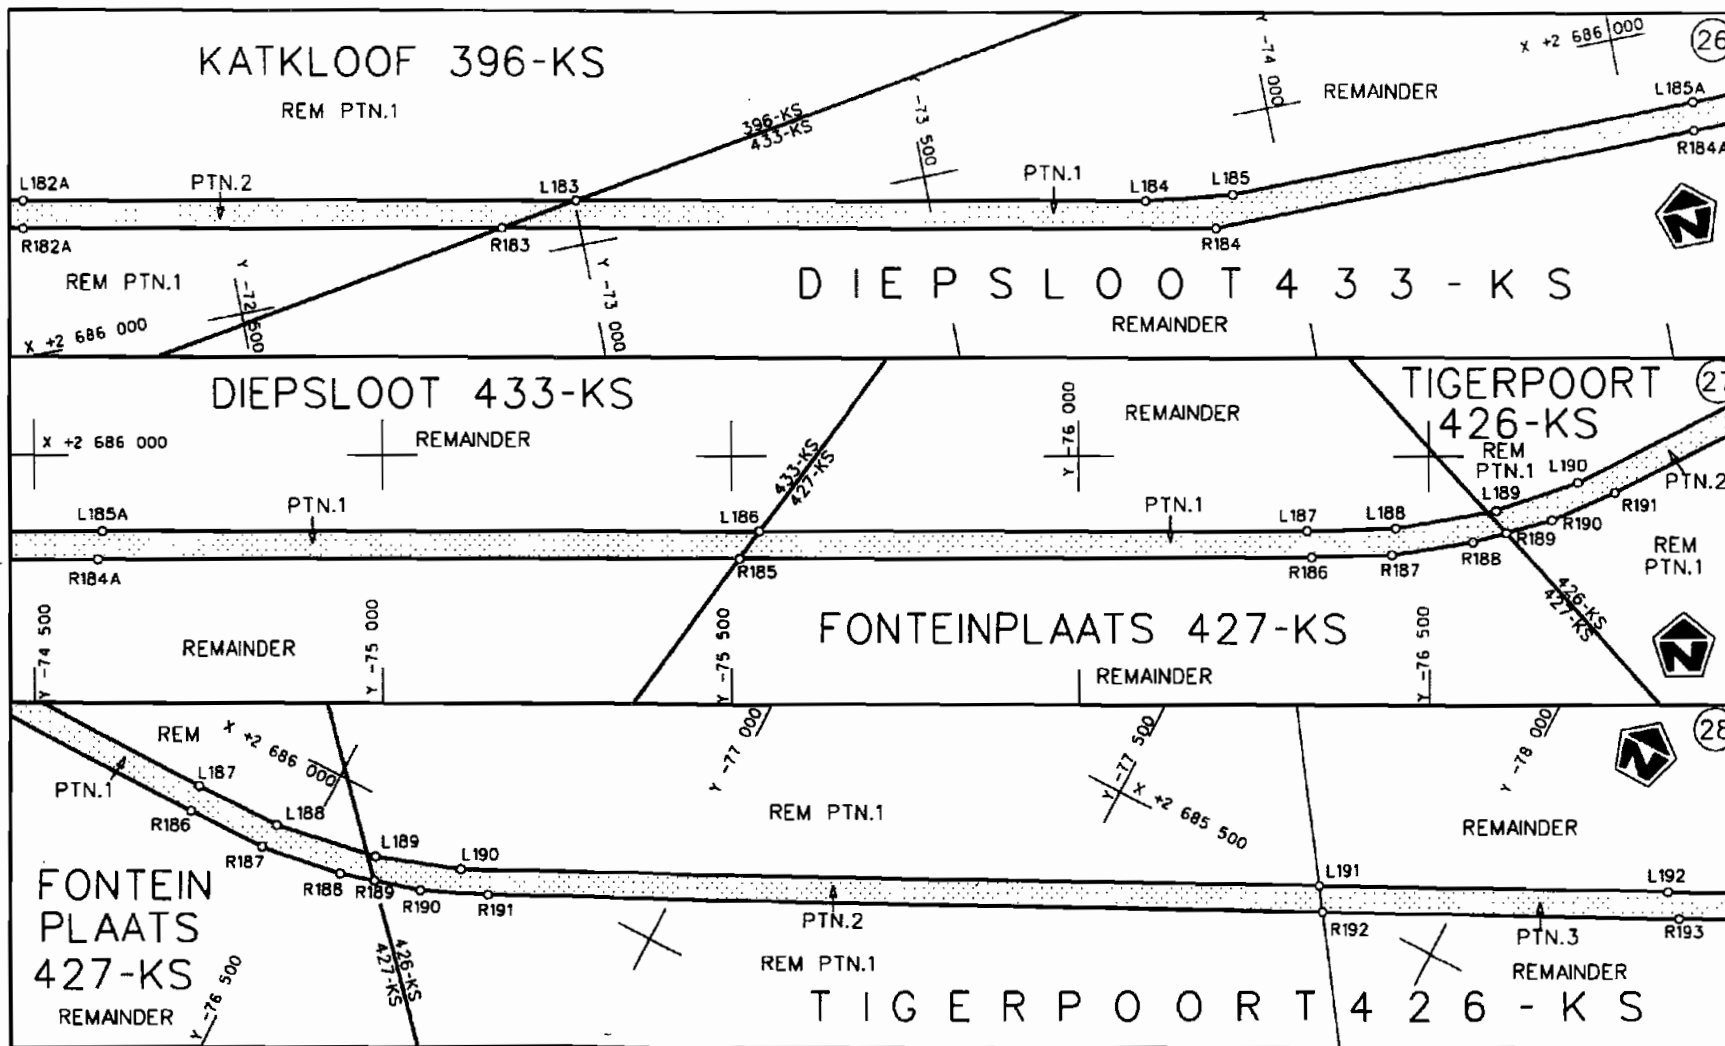 KATKLOOF 396-KS
REM PTN.1
396-KS
433-KS
Y -73 500
Y -74 000
REMAINDER
X +2 686 000
26
L182A
PTN.2
L183
PTN.1
L184
L185
L185A
R182A
R183
R184
R184A
REM PTN.1
X +2 686 000
Y -72 500
Y -73 000
DIEPSLOOT 433-KS
REMAINDER
DIEPSLOOT 433-KS
X +2 686 000
REMAINDER
433-KS
427-KS
Y -76 000
REMAINDER
TIGERPOORT
426-KS
27
REM
PTN.1
L185A
PTN.1
L186
PTN.1
L187
L188
L189
L190
PTN.2
R184A
R185
R186
R187
R188
R189
R190
R191
REM
PTN.1
426-KS
427-KS
Y -74 500
REMAINDER
Y -75 000
Y -75 500
FONTEINPLAATS 427-KS
REMAINDER
Y -76 500
REM
X +2 686 000
Y -77 000
Y -77 500
X +2 685 500
Y -78 000
28
PTN.1
L187
L188
L189
L190
REM PTN.1
REMAINDER
L191
L192
R186
R187
R188
R189
R190
R191
PTN.2
R192
PTN.3
R193
FONTEIN
PLAATS
427-KS
REMAINDER
Y -76 500
426-KS
427-KS
REM PTN.1
REMAINDER
TIGERPOORT 426-KS